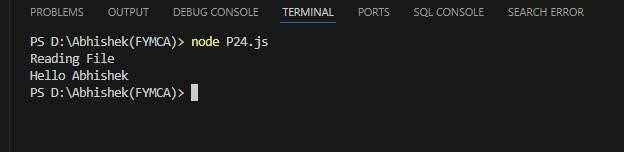 PROBLEMS OUTPUT DEBUG CONSOLE TERMINAL PORTS SQL CONSOLE SEARCH ERROR
PS D:\Abhishek(FYMCA)> node P24.js
Reading File
Hello Abhishek
PS D:\Abhishek(FYMCA)>